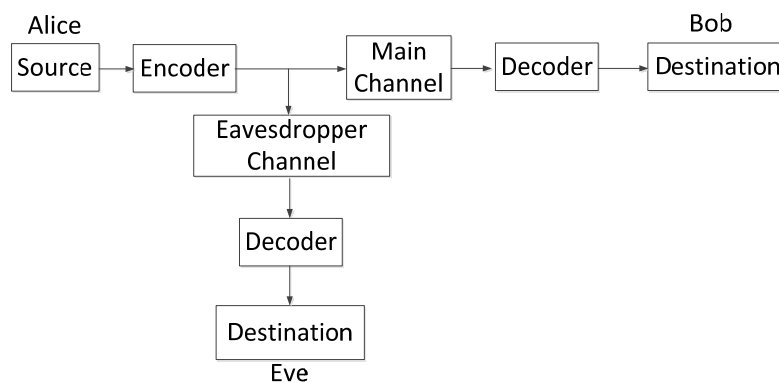 Alice
Bob
Source
Encoder
Main
Channel
Decoder
Destination
Eavesdropper
Channel
Decoder
Destination
Eve